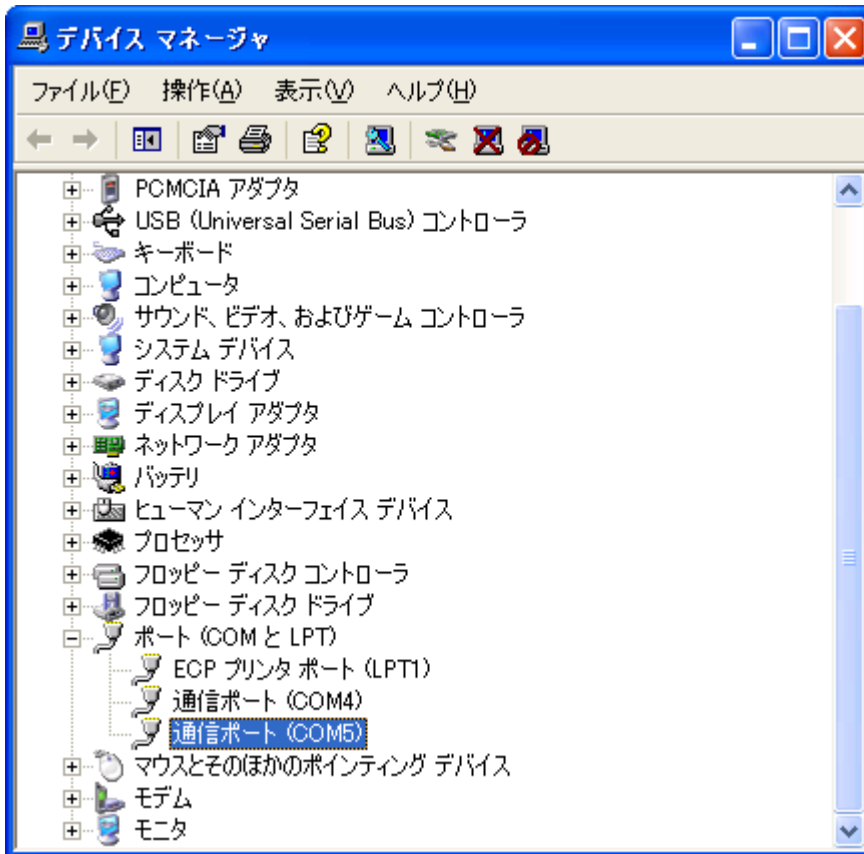 デバイス マネージャ
ファイル(F) 操作(A) 表示(V) ヘルプ(H)
PCMCIA アダプタ
USB (Universal Serial Bus) コントローラ
キーボード
コンピュータ
サウンド、ビデオ、およびゲーム コントローラ
システム デバイス
ディスク ドライブ
ディスプレイ アダプタ
ネットワーク アダプタ
バッテリ
ヒューマン インターフェイス デバイス
プロセッサ
フロッピー ディスク コントローラ
フロッピー ディスク ドライブ
ポート (COM と LPT)
ECP プリンタ ポート (LPT1)
通信ポート (COM4)
通信ポート (COM5)
マウスとそのほかのポインティング デバイス
モデム
モニタ